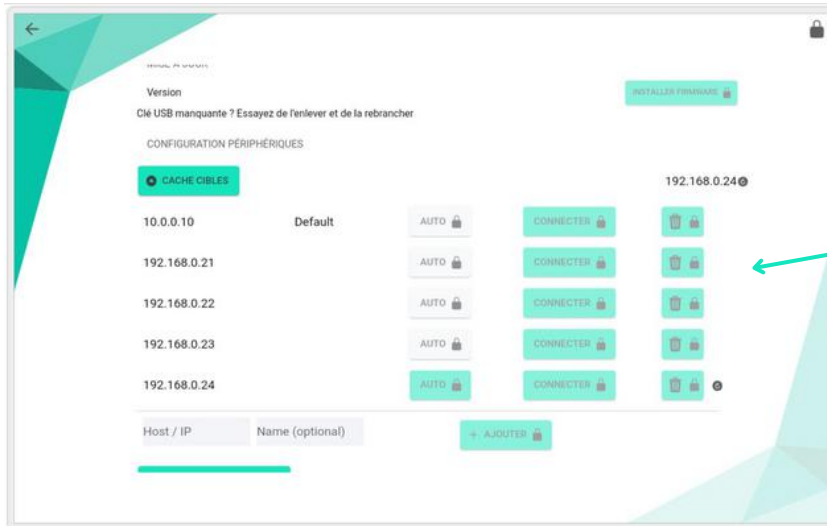 MISE À JOUR
Version
INSTALLER FIRMWARE
Clé USB manquante ? Essayez de l'enlever et de la rebrancher
CONFIGURATION PÉRIPHÉRIQUES
CACHE CIBLES 192.168.0.24
10.0.0.10 Default AUTO CONNECTER
192.168.0.21 AUTO CONNECTER
192.168.0.22 AUTO CONNECTER
192.168.0.23 AUTO CONNECTER
192.168.0.24 AUTO CONNECTER
Host / IP Name (optional) + AJOUTER